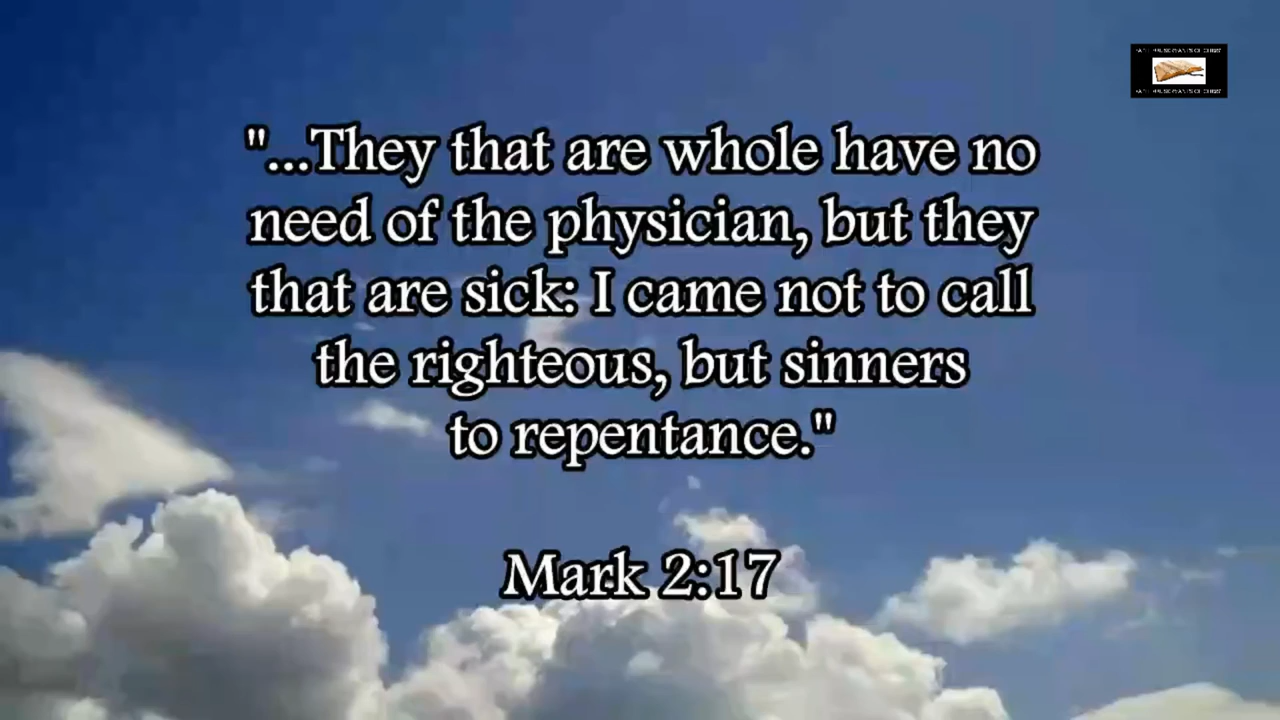 "...They that are whole have no
need of the physician, but they
that are sick: I came not to call
the righteous, but sinners
to repentance."
Mark 2:17